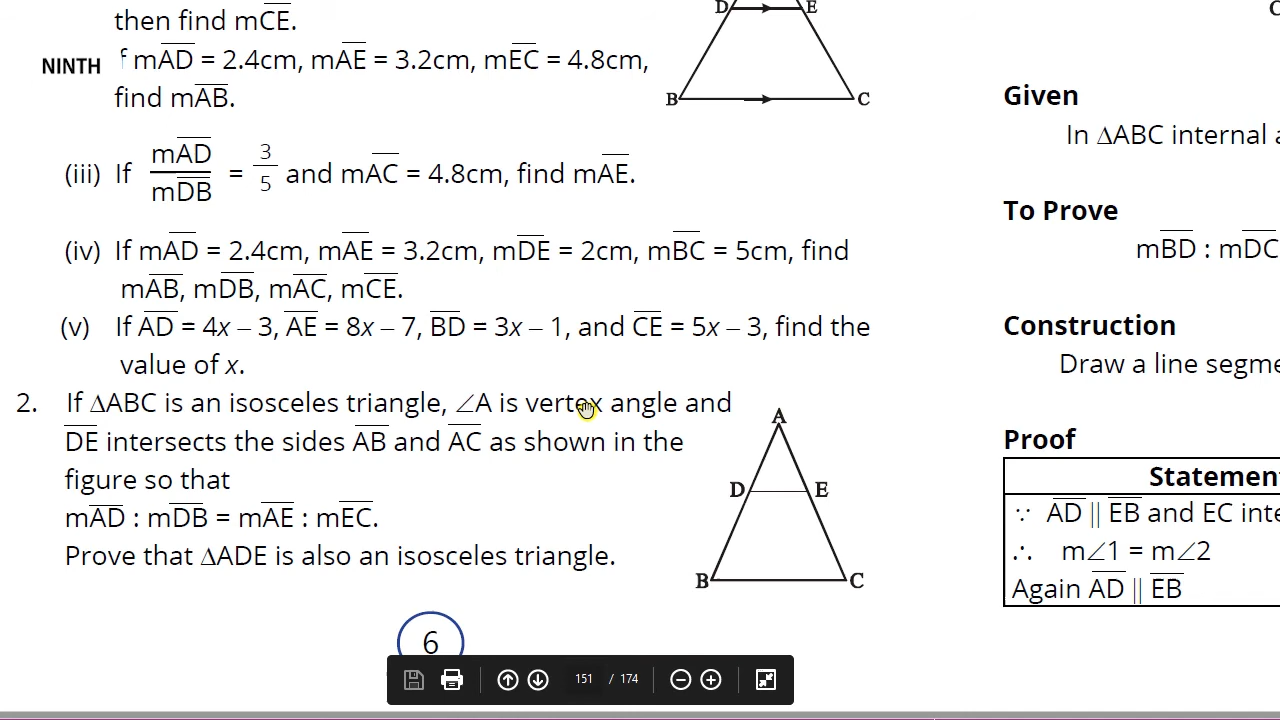 then find mCE.
NINTH
f mAD = 2.4cm, mAE = 3.2cm, mEC = 4.8cm,
find mAB.
(iii) If mAD/mDB = 3/5 and mAC = 4.8cm, find mAE.
(iv) If mAD = 2.4cm, mAE = 3.2cm, mDE = 2cm, mBC = 5cm, find
mAB, mDB, mAC, mCE.
(v) If AD = 4x – 3, AE = 8x – 7, BD = 3x – 1, and CE = 5x – 3, find the
value of x.
2. If ∆ABC is an isosceles triangle, ∠A is vertex angle and
DE intersects the sides AB and AC as shown in the
figure so that
mAD : mDB = mAE : mEC.
Prove that ∆ADE is also an isosceles triangle.
D E
B C
A
D E
B C
6
151 / 174
Given
In ∆ABC internal a
To Prove
mBD : mDC
Construction
Draw a line segme
Proof
Statemen
∵ AD || EB and EC inte
∴ m∠1 = m∠2
Again AD || EB